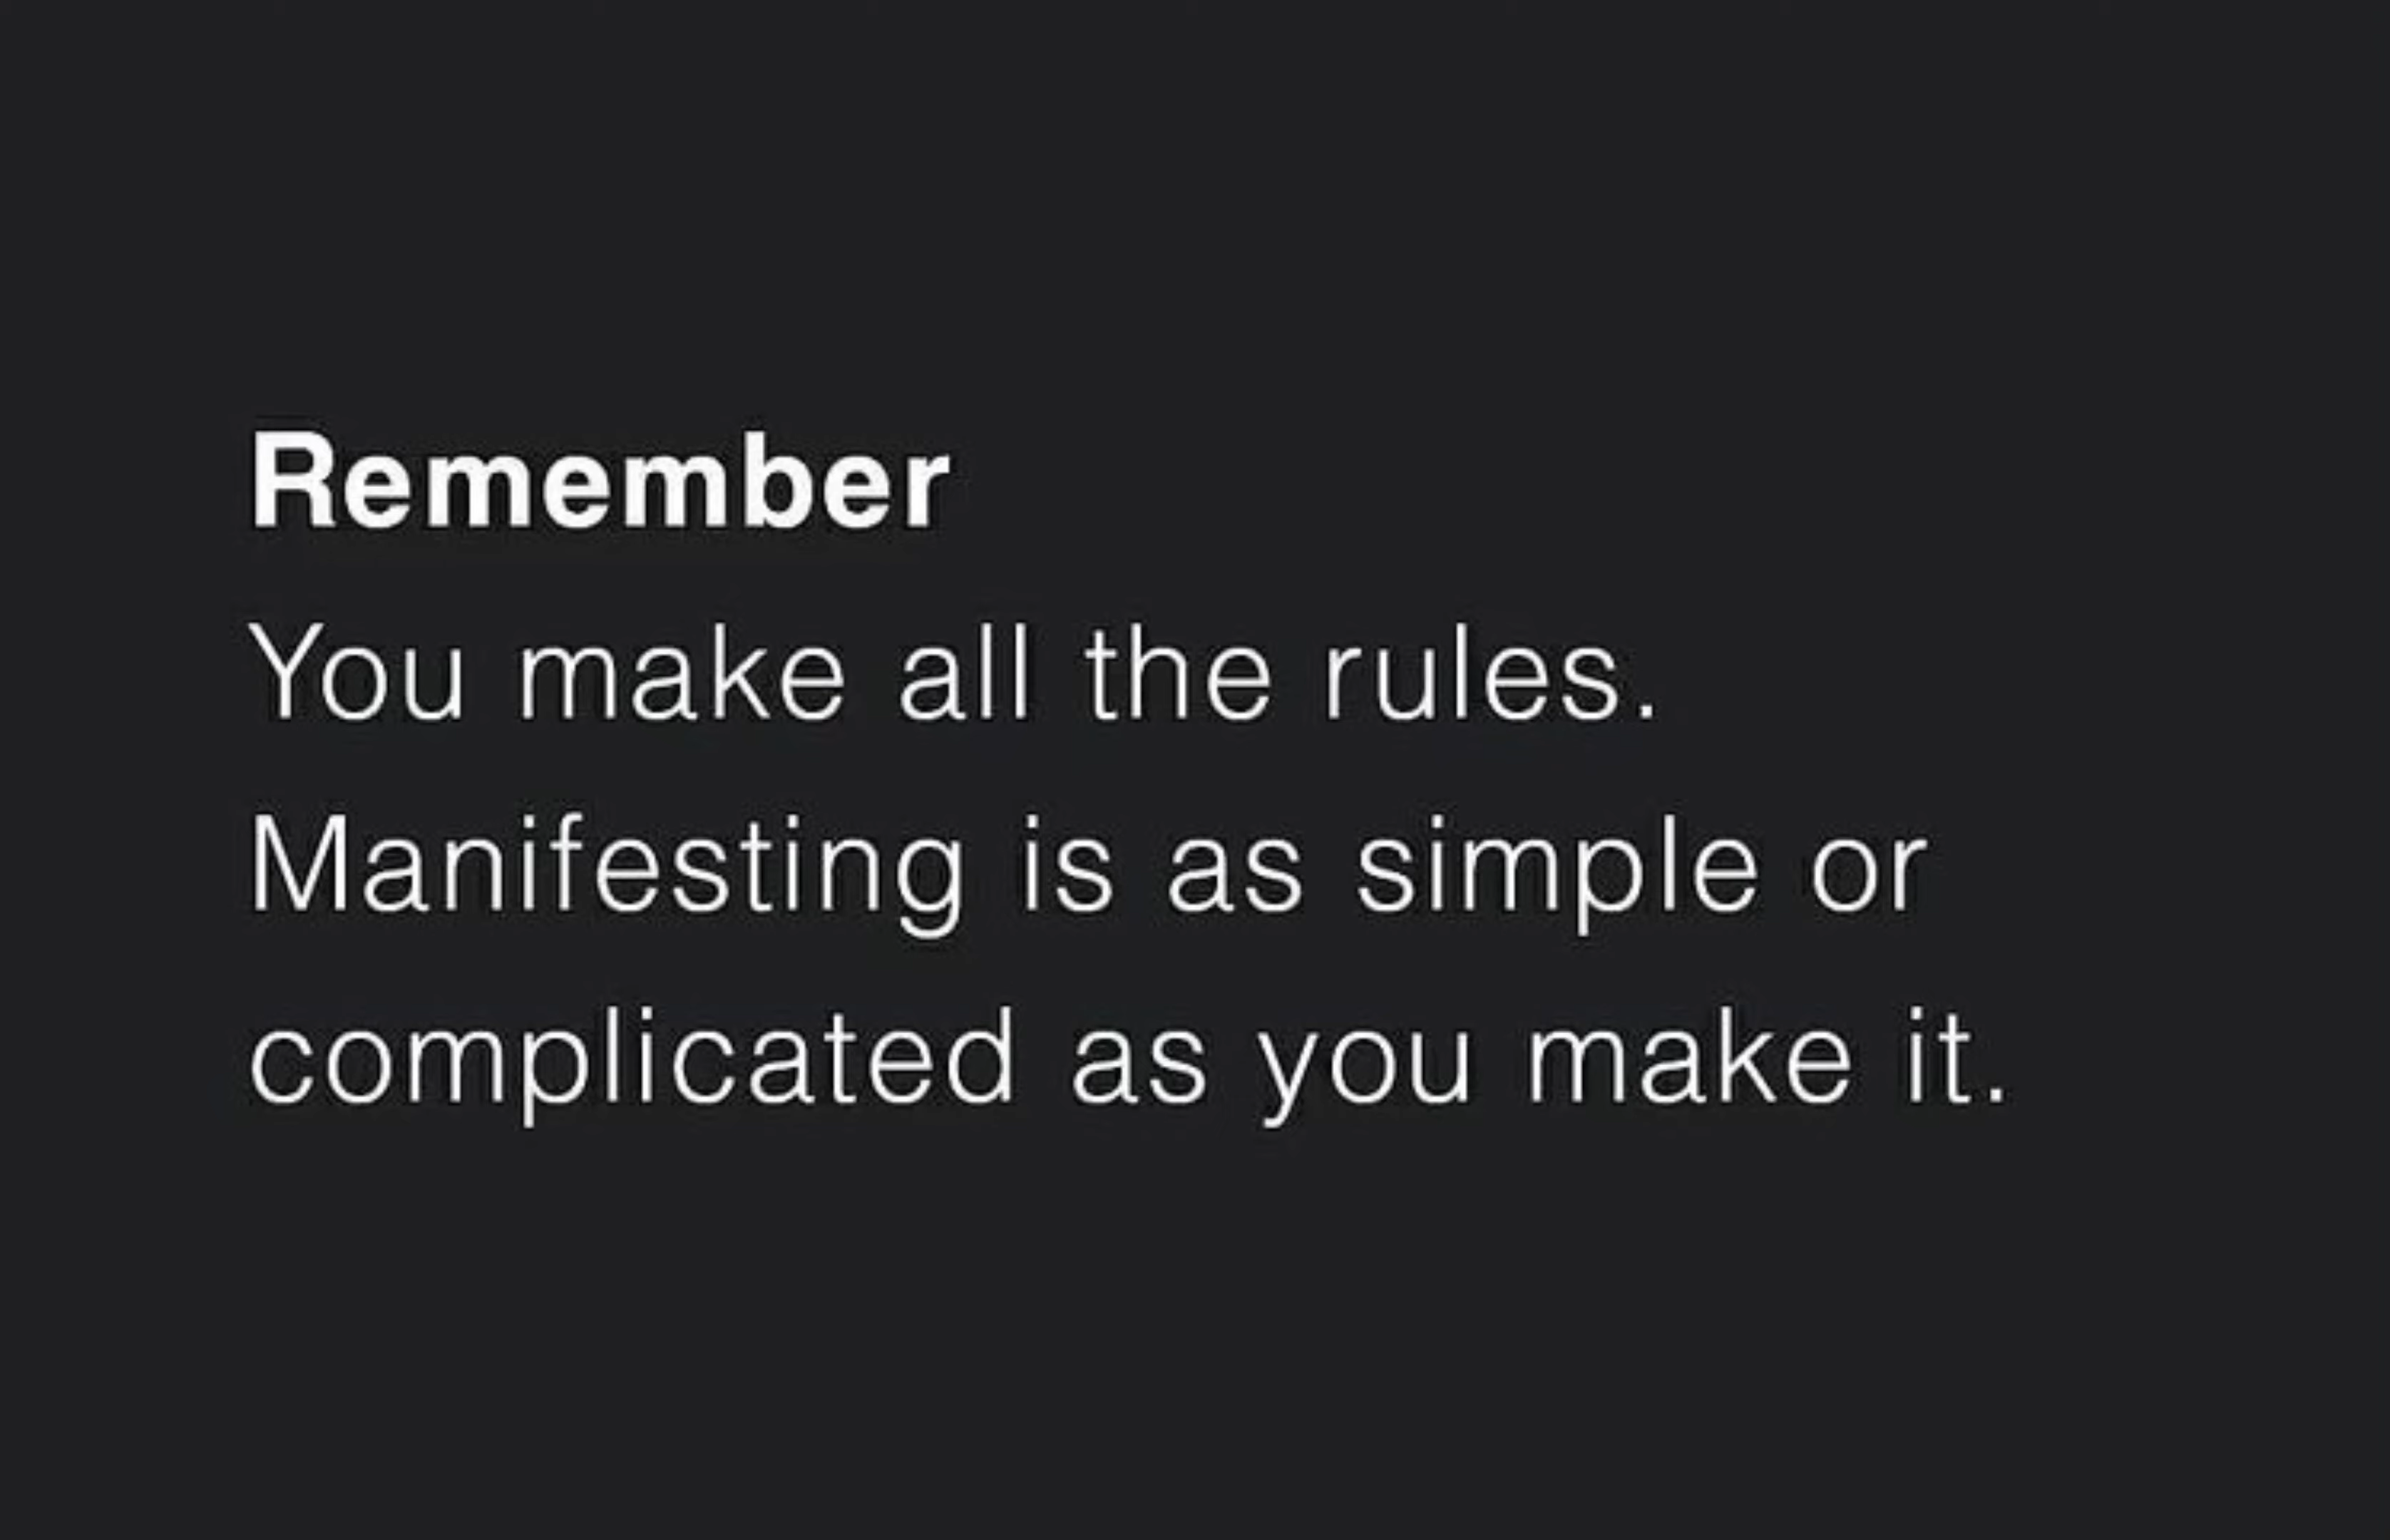 Remember
You make all the rules.
Manifesting is as simple or
complicated as you make it.